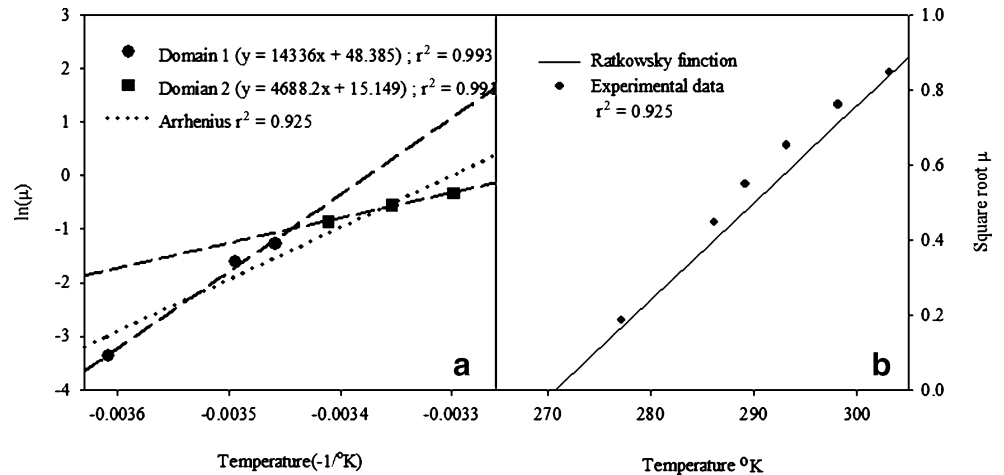 3
2
1
0
-1
-2
-3
-4
ln(μ)
Domain 1 (y = 14336x + 48.385) ; r² = 0.993
Domian 2 (y = 4688.2x + 15.149) ; r² = 0.991
Arrhenius r² = 0.925
a
-0.0036
-0.0035
-0.0034
-0.0033
Temperature(-1/°K)
Ratkowsky function
Experimental data
r² = 0.925
b
270
280
290
300
Temperature °K
1.0
0.8
0.6
0.4
0.2
0.0
Square root μ